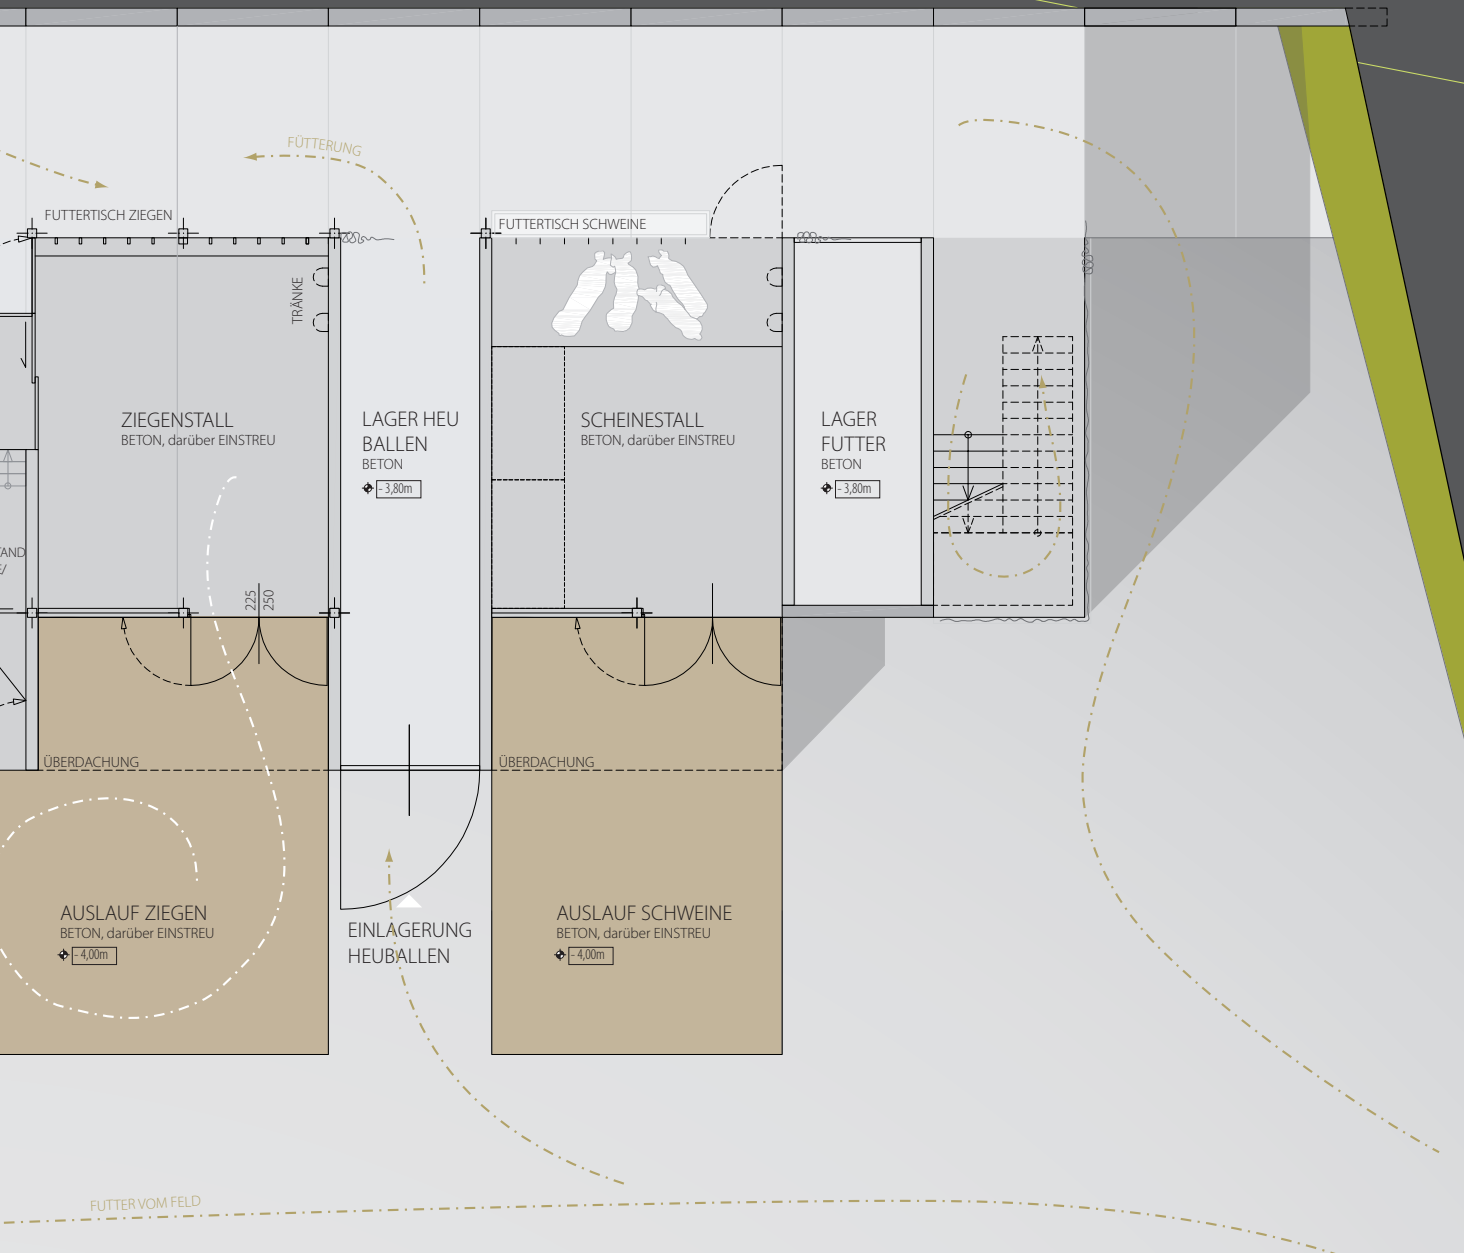 FÜTTERUNG
FUTTERTISCH ZIEGEN
FUTTERTISCH SCHWEINE
TRÄNKE
ZIEGENSTALL
BETON, darüber EINSTREU
LAGER HEU
BALLEN
BETON
- 3,80m
SCHEINESTALL
BETON, darüber EINSTREU
LAGER
FUTTER
BETON
- 3,80m
225
250
ÜBERDACHUNG
ÜBERDACHUNG
AUSLAUF ZIEGEN
BETON, darüber EINSTREU
- 4,00m
EINLAGERUNG
HEUBALLEN
AUSLAUF SCHWEINE
BETON, darüber EINSTREU
- 4,00m
FUTTER VOM FELD